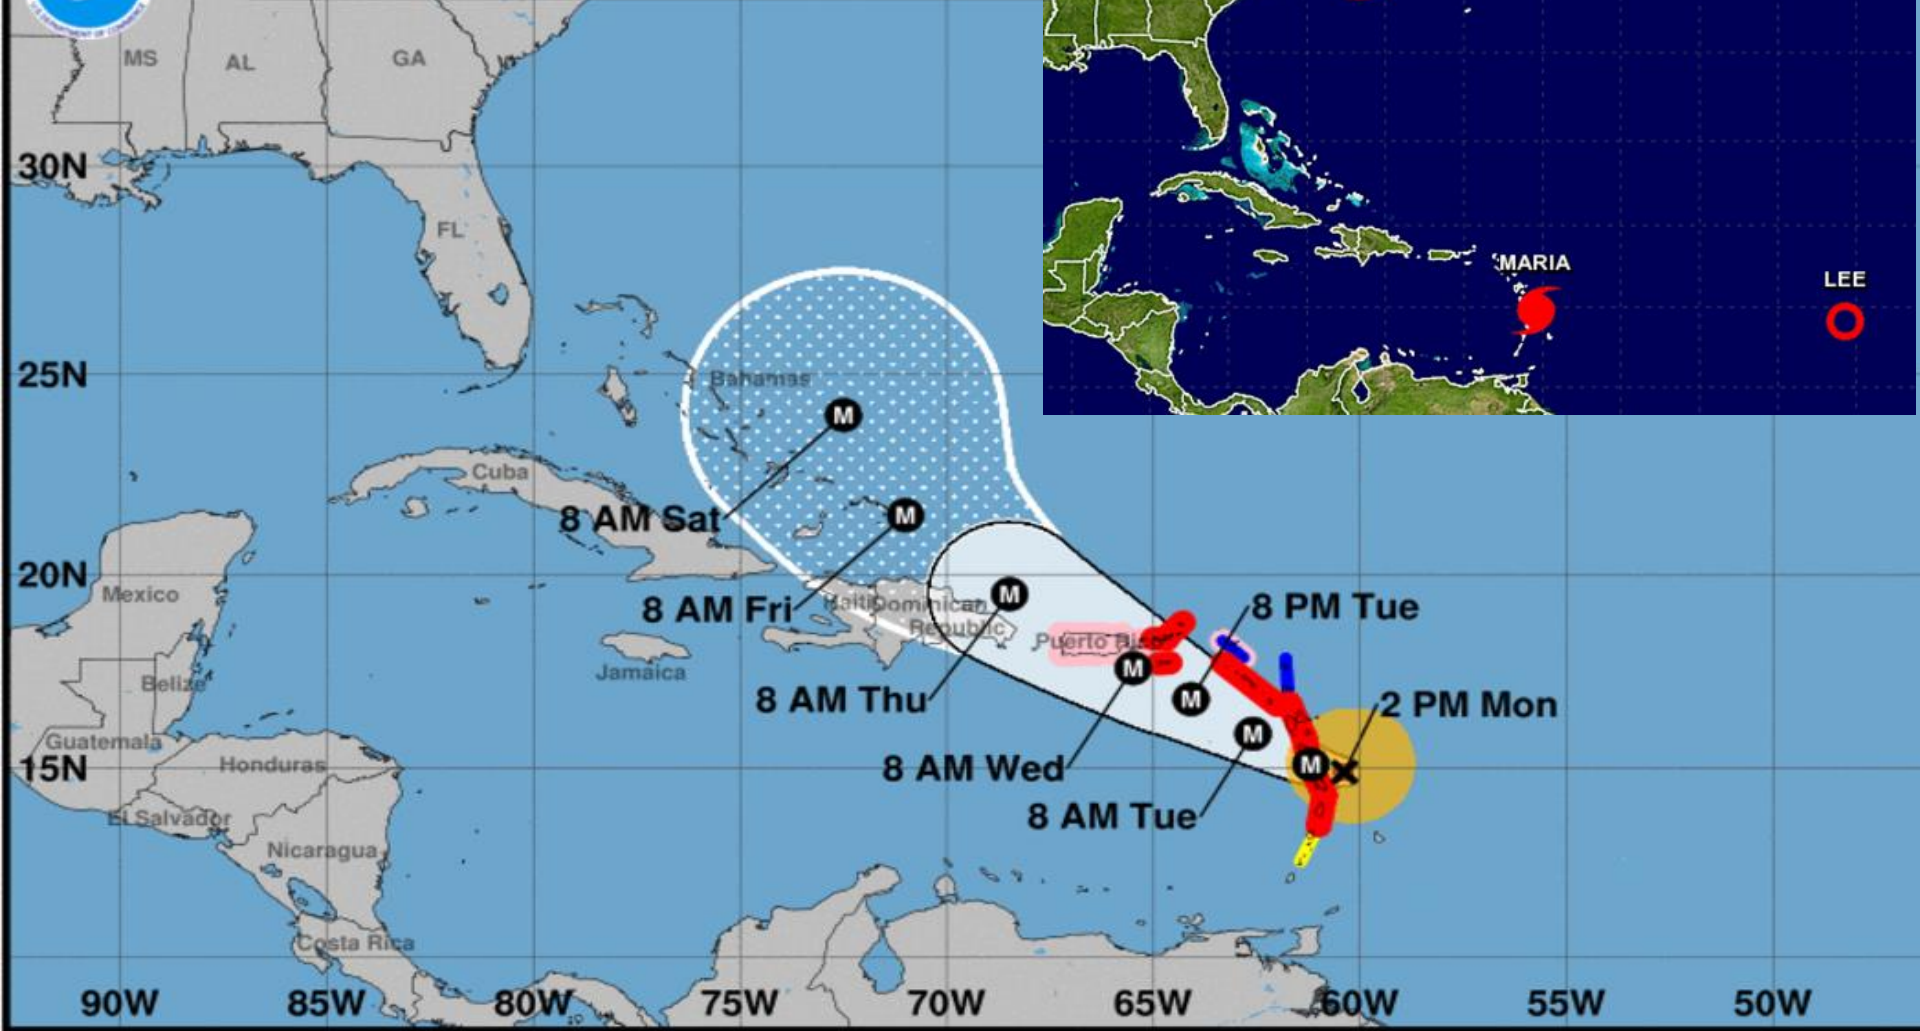 U.S. DEPARTMENT OF COMMERCE
MS
AL
GA
30N
FL
MARIA
LEE
25N
Bahamas
M
Cuba
8 AM Sat
M
20N
Mexico
M
8 AM Fri
Haiti
Dominican
Republic
8 PM Tue
Puerto Rico
Jamaica
M
Belize
8 AM Thu
M
2 PM Mon
Guatemala
M
15N
Honduras
8 AM Wed
M
El Salvador
8 AM Tue
Nicaragua
Costa Rica
90W 85W 80W 75W 70W 65W 60W 55W 50W